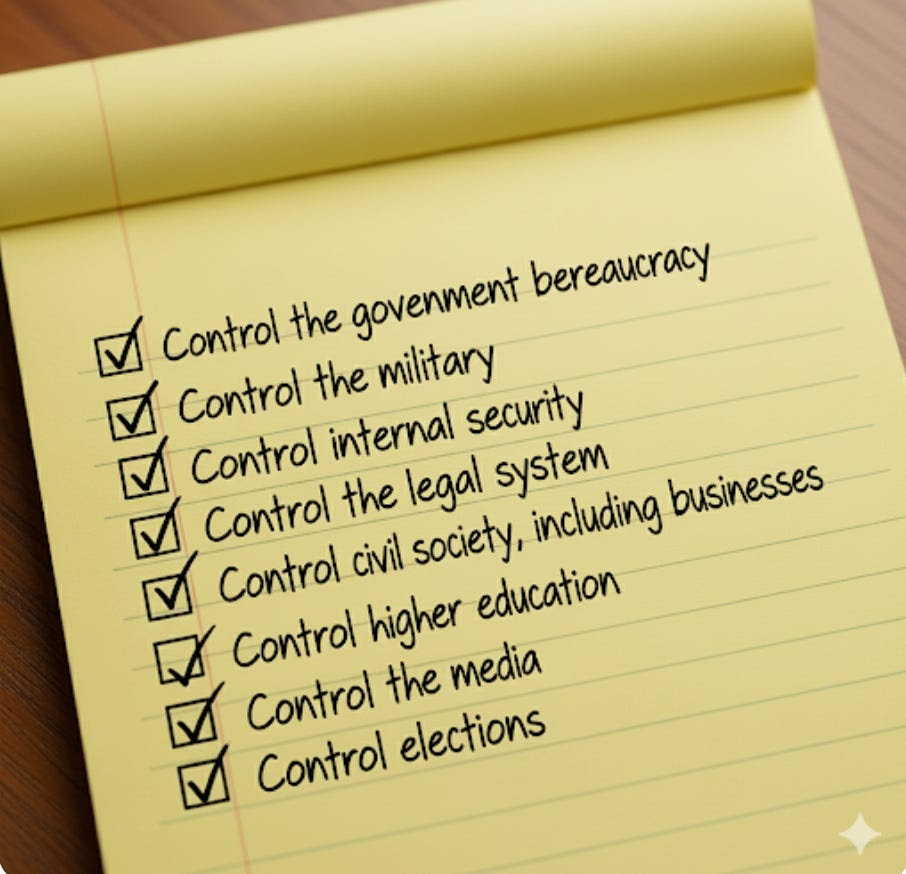 Control the govenment bereaucracy
Control the military
Control internal security
Control the legal system
Control civil society, including businesses
Control higher education
Control the media
Control elections